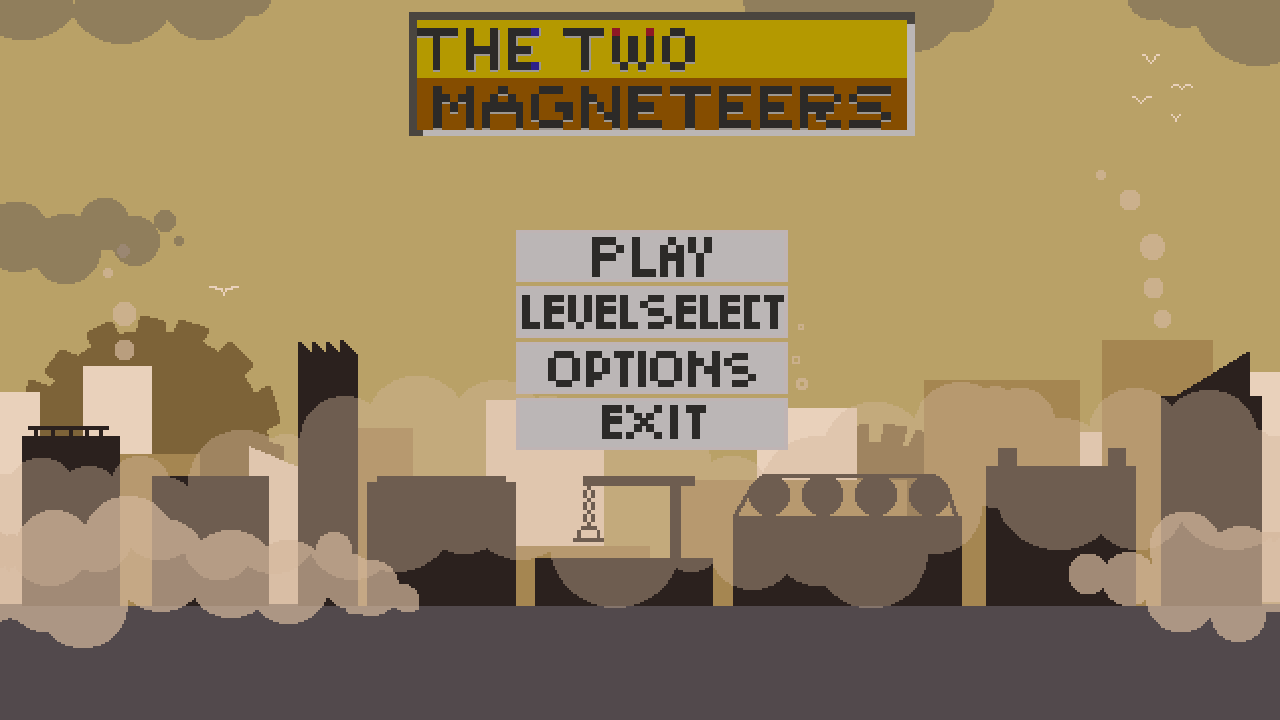 THE TWO
MAGNETEERS
PLAY
LEVELSELECT
OPTIONS
EXIT